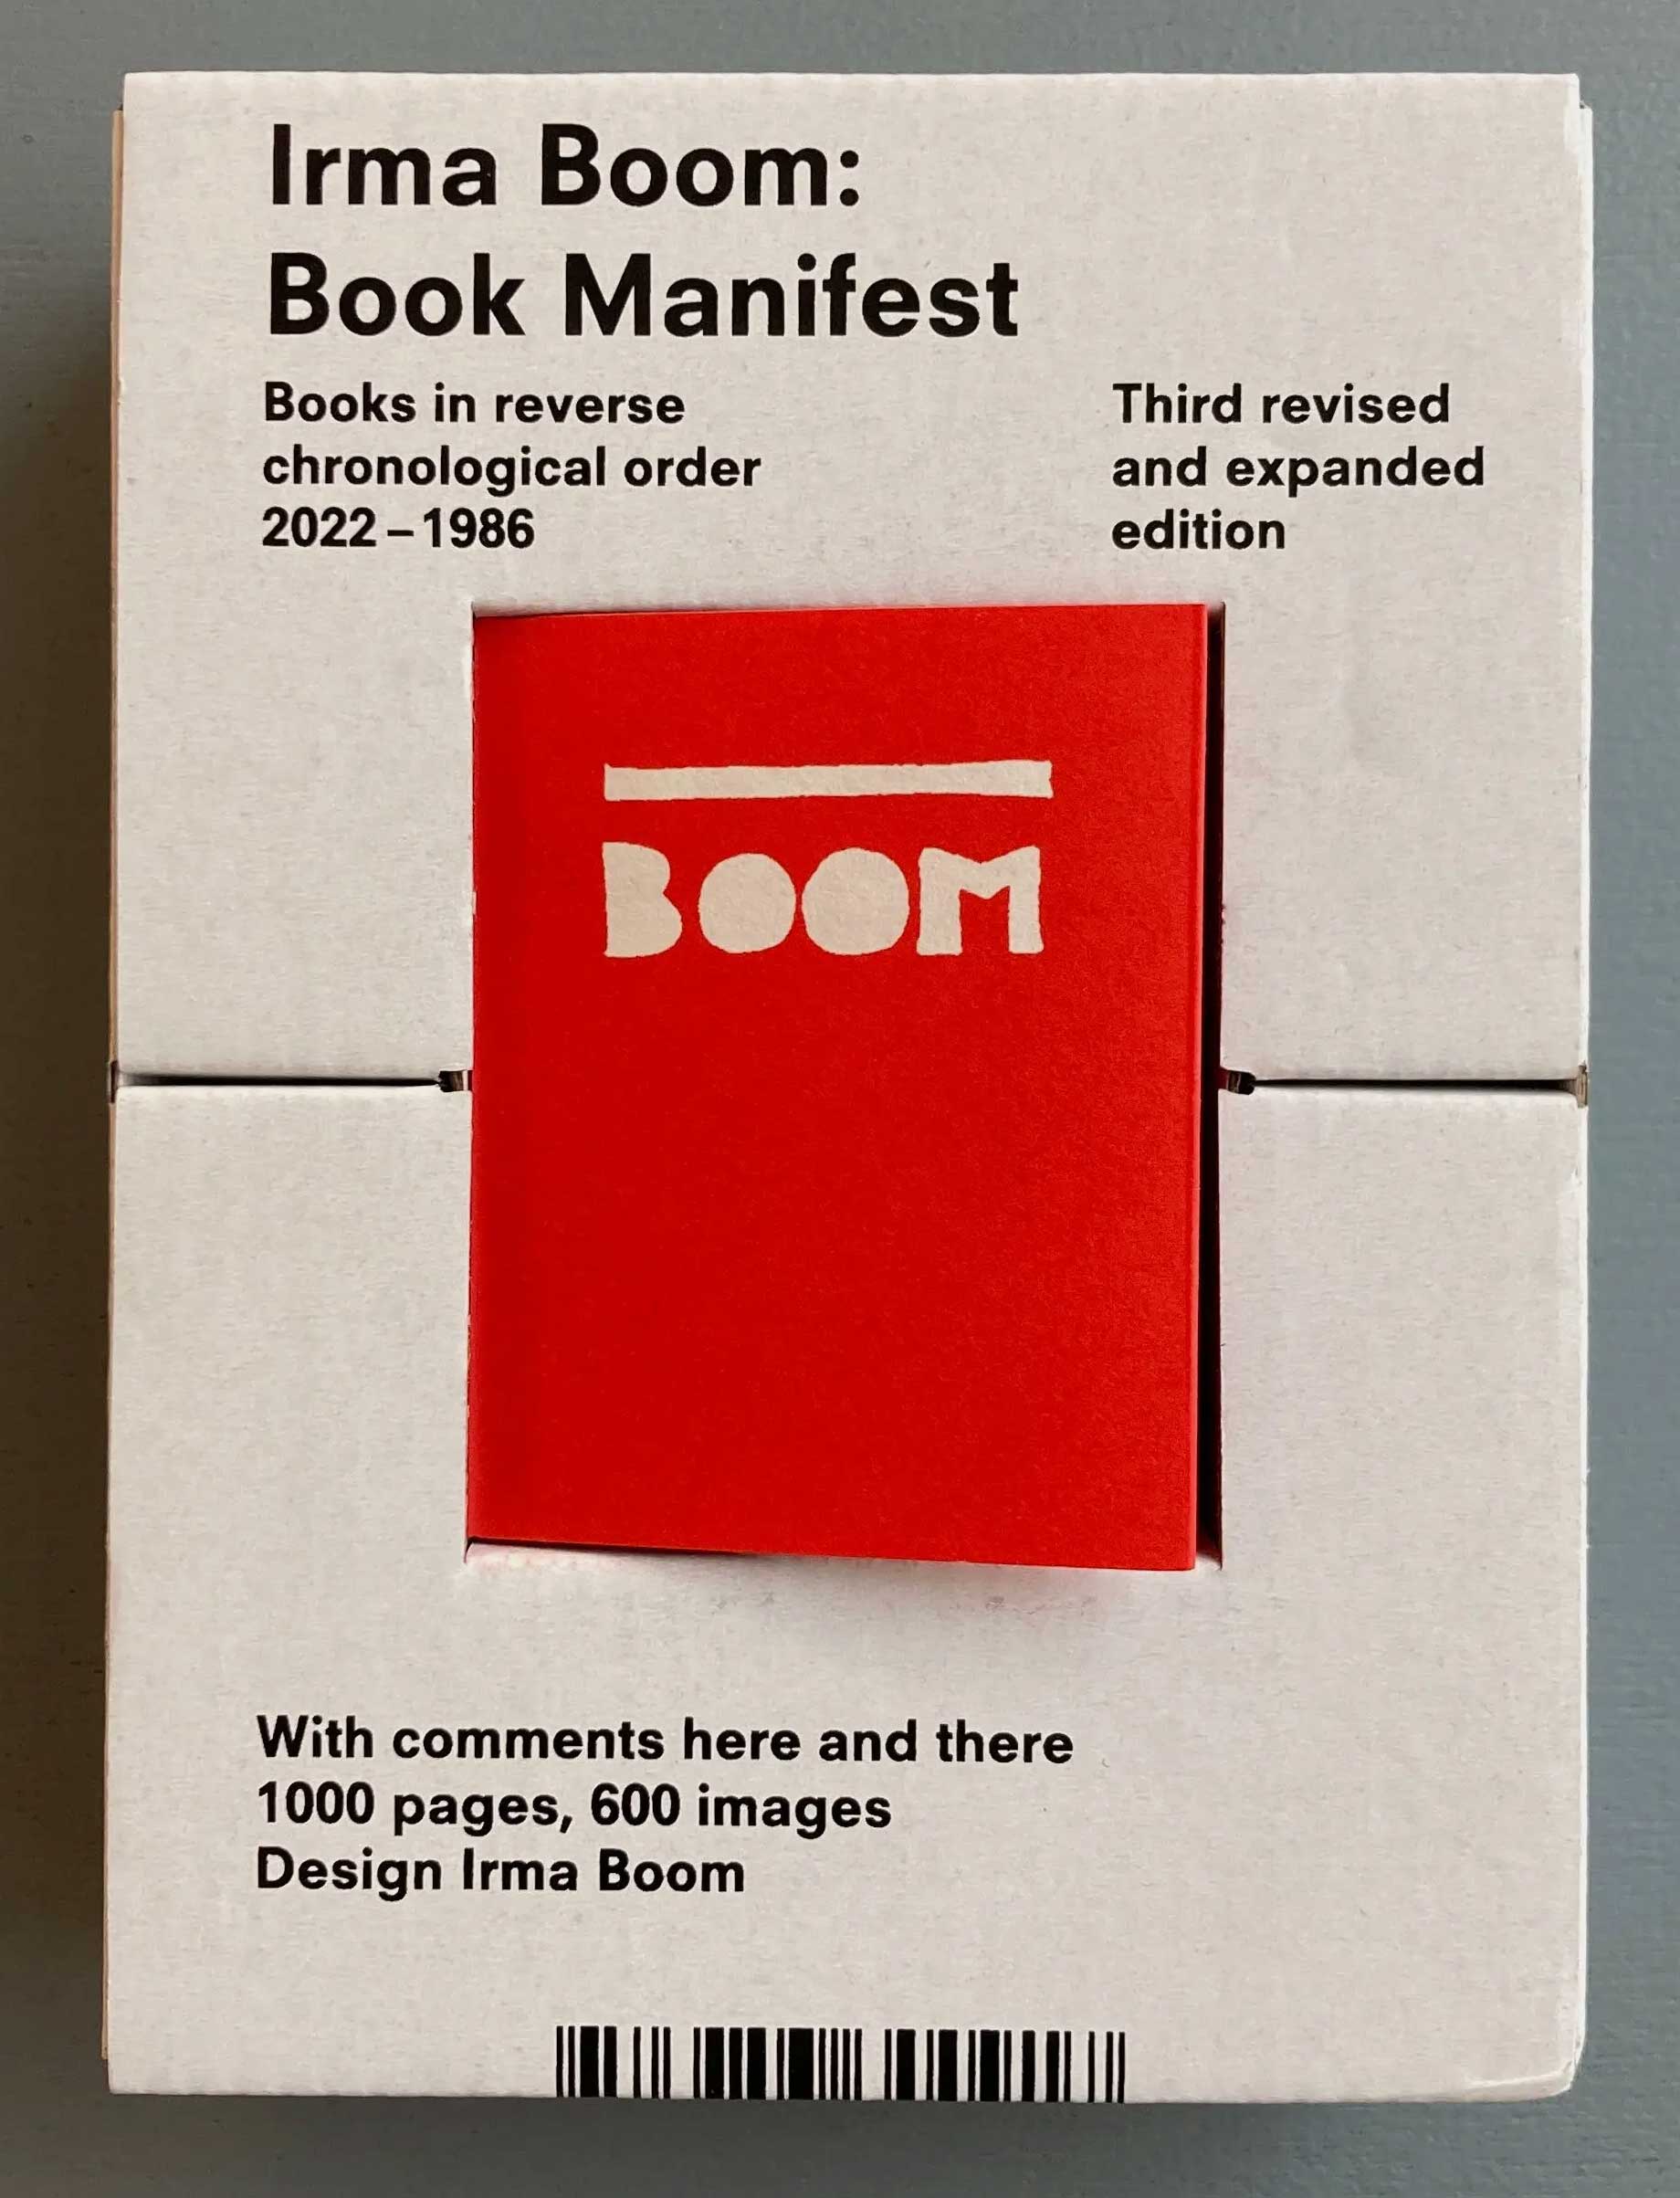 Irma Boom:
Book Manifest
Books in reverse
chronological order
2022–1986
Third revised
and expanded
edition
BOOM
With comments here and there
1000 pages, 600 images
Design Irma Boom